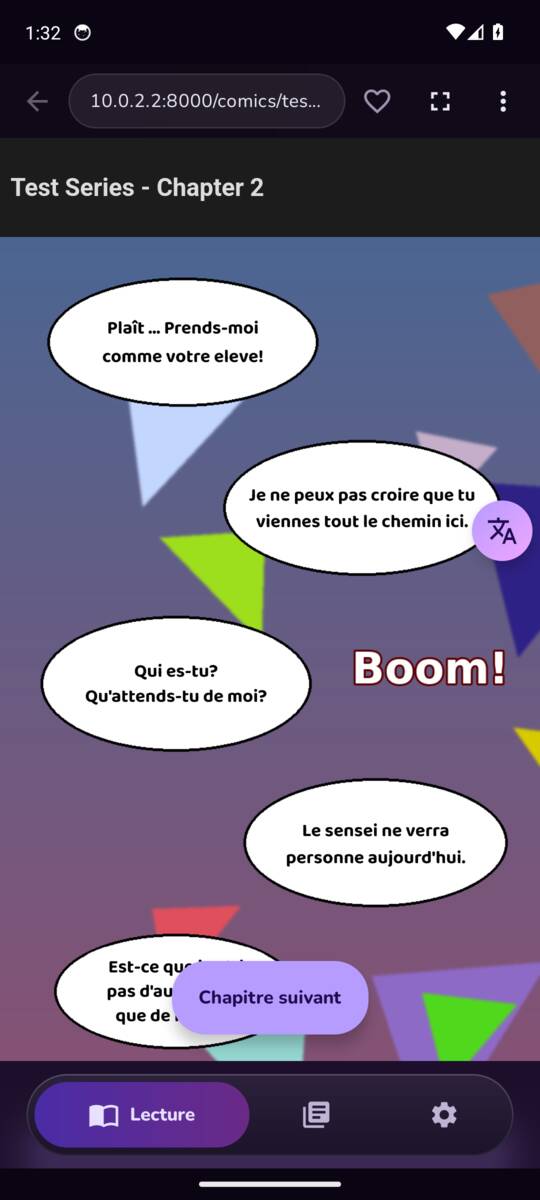 1:32
10.0.2.2:8000/comics/tes...
Test Series - Chapter 2
Plaît ... Prends-moi
comme votre eleve!
Je ne peux pas croire que tu
viennes tout le chemin ici.
Qui es-tu?
Qu'attends-tu de moi?
Boom!
Le sensei ne verra
personne aujourd'hui.
Est-ce que
pas d'au
que de
Chapitre suivant
Lecture